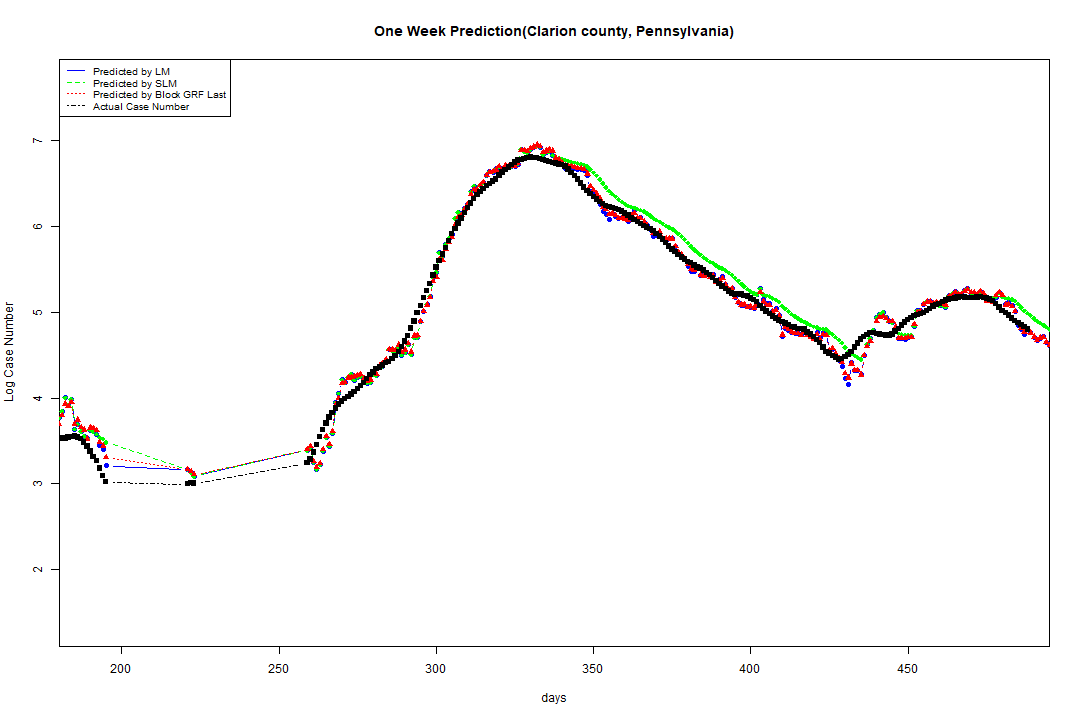 One Week Prediction(Clarion county, Pennsylvania)
Predicted by LM
Predicted by SLM
Predicted by Block GRF Last
Actual Case Number
7
6
5
4
3
2
Log Case Number
200 250 300 350 400 450
days